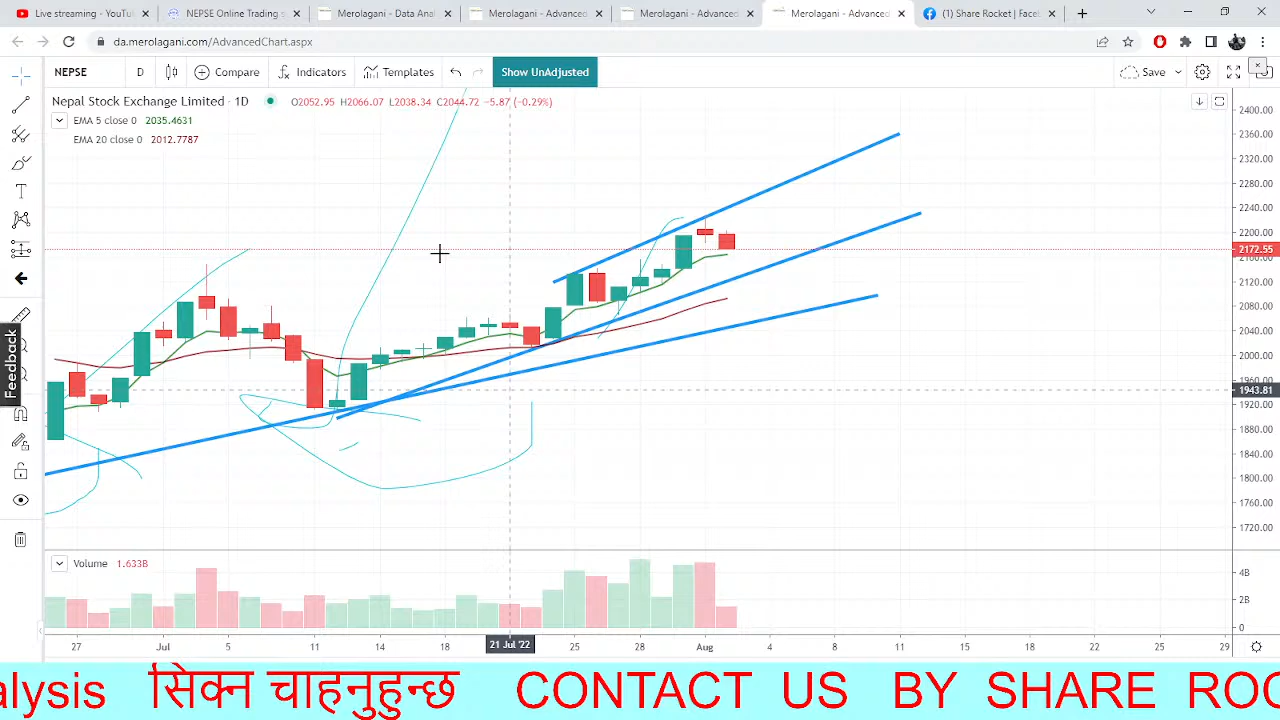 Live streaming - YouTu
NEPSE Online Trading s
Merolagani - Data Anal
Merolagani - Advanced
Merolagani - Advanced
Merolagani - Advanced
(1) Share Rocket | Face
da.merolagani.com/AdvancedChart.aspx
NEPSE
D
Compare
Indicators
Templates
Show UnAdjusted
Save
Nepal Stock Exchange Limited · 1D
O2052.95 H2066.07 L2038.34 C2044.72 −5.87 (−0.29%)
EMA 5 close 0 2035.4631
EMA 20 close 0 2012.7787
2400.00
2360.00
2320.00
2280.00
2240.00
2200.00
2172.55
2160.00
2120.00
2080.00
2040.00
2000.00
1960.00
1943.81
1920.00
1880.00
1840.00
1800.00
1760.00
1720.00
Feedback
Volume 1.633B
4B
2B
0
27 Jul 5 11 18 21 Jul '22 25 28 Aug 4 8 11 15 18 22 25 29
alysis सिक्न चाहनुहुन्छ CONTACT US BY SHARE ROC